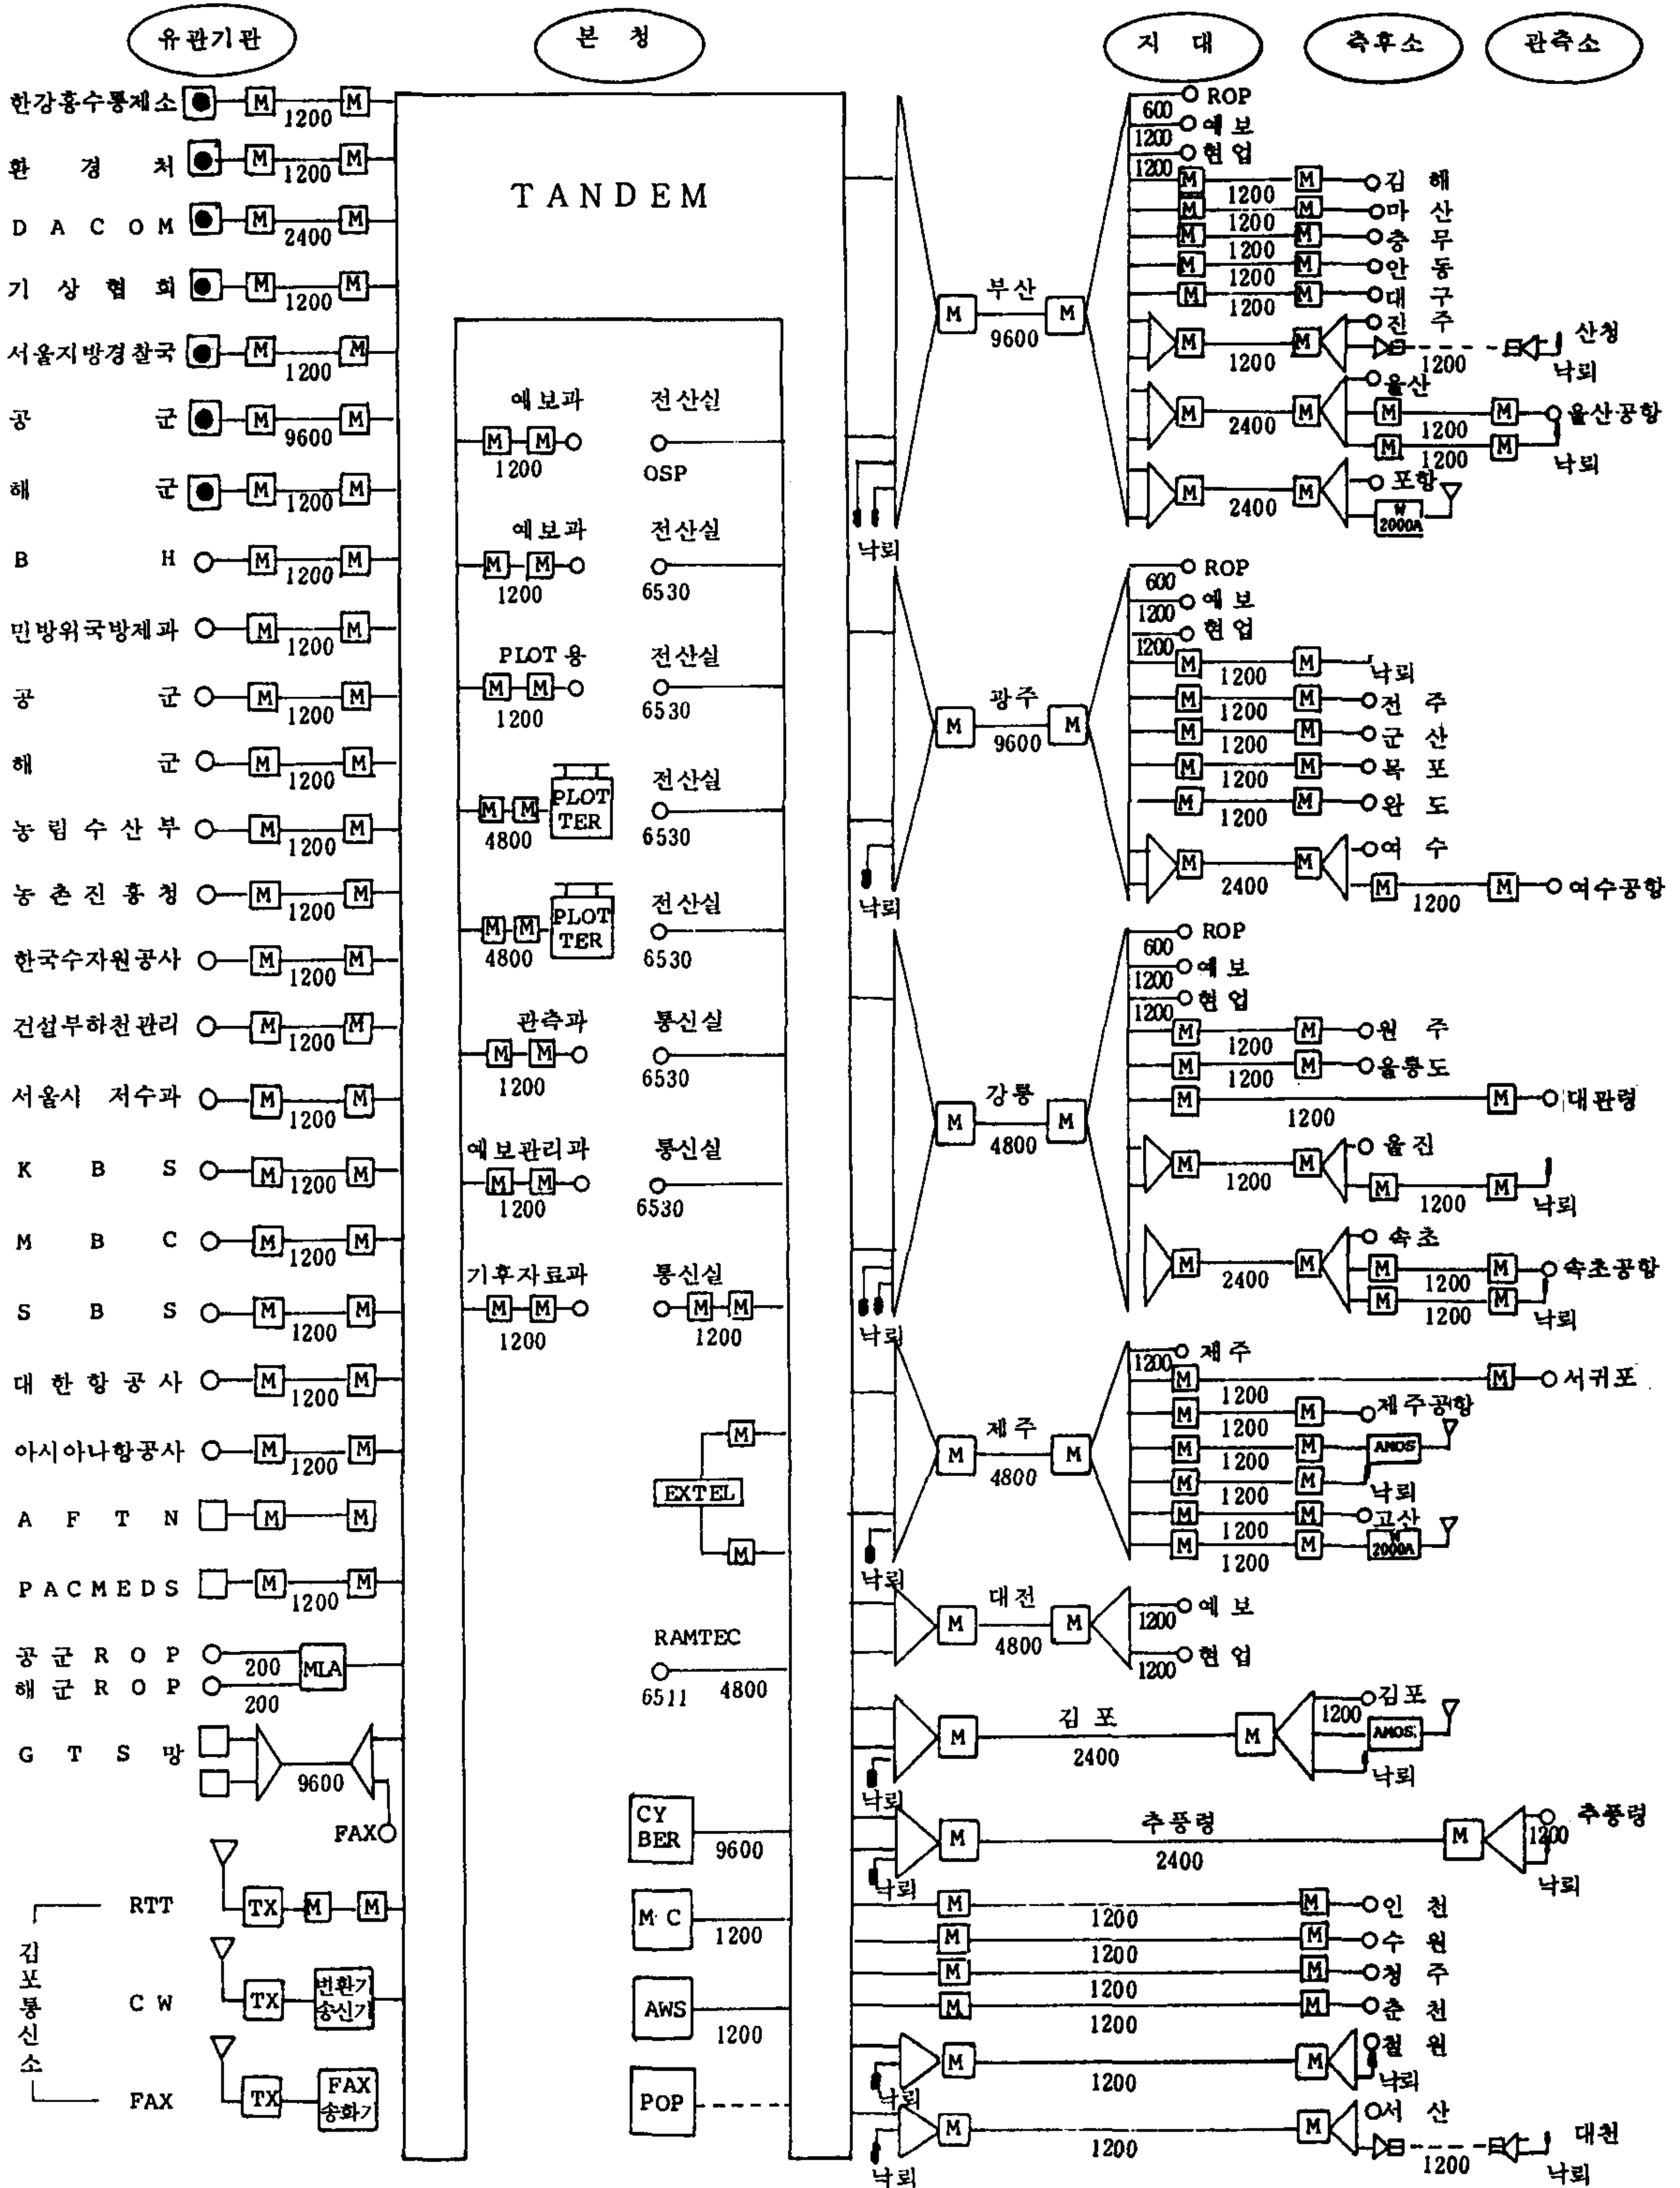 유관기관
본 청
지 대
측후소
관측소
한강홍수통제소 M 1200 M
환 경 처 M 1200 M
D A C O M M 2400 M
기 상 협 회 M 1200 M
서울지방경찰국 M 1200 M
공 군 M 9600 M
해 군 M 1200 M
B H M 1200 M
민방위국방제과 M 1200 M
공 군 M 1200 M
해 군 M 1200 M
농 림 수 산 부 M 1200 M
농 촌 진 흥 청 M 1200 M
한국수자원공사 M 1200 M
건설부하천관리 M 1200 M
서울시 저수과 M 1200 M
K B S M 1200 M
M B C M 1200 M
S B S M 1200 M
대 한 항 공 사 M 1200 M
아시아나항공사 M 1200 M
A F T N M M
PACMEDS M 1200 M
공 군 R O P 200 MLA
해 군 R O P 200
G T S 망 9600
FAX
김포통신소
RTT TX M M
C W TX 변환기 송신기
FAX TX FAX 송화기
TANDEM
예보과 전산실
M M 1200 OSP
예보과 전산실
M M 1200 6530
PLOT 용 전산실
M M 1200 6530
전산실
M M 4800 PLOT TER 6530
전산실
M M 4800 PLOT TER 6530
관측과 통신실
M M 1200 6530
예보관리과 통신실
M M 1200 6530
기후자료과 통신실
M M 1200 M M 1200
M
EXTEL
M
RAMTEC
6511 4800
CY BER 9600
M C 1200
AWS 1200
POP
낙뢰
M 부산 9600 M
600 ROP
1200 예 보
1200 현 업
M 1200 M 김 해
M 1200 M 마 산
M 1200 M 충 무
M 1200 M 안 동
M 1200 M 대 구
M 1200 M 진 주 1200 산청 낙뢰
M 2400 M 울산
M 1200 M 울산공항
M 1200 M 낙뢰
M 2400 M 포항 W 2000A
낙뢰
M 광주 9600 M
600 ROP
1200 예 보
1200 현 업
M 1200 M 낙뢰
M 1200 M 전 주
M 1200 M 군 산
M 1200 M 목 포
M 1200 M 완 도
M 2400 M 여 수
M 1200 M 여수공항
낙뢰
M 강릉 4800 M
600 ROP
1200 예 보
1200 현 업
M 1200 M 원 주
M 1200 M 울릉도
M 1200 M 대관령
M 1200 M 울진
M 1200 M 낙뢰
M 2400 M 속초
M 1200 M 속초공항
M 1200 M 낙뢰
낙뢰
M 제주 4800 M
1200 제 주
M 1200 M 서귀포
M 1200 M 제주공항
M 1200 M AMOS
M 1200 M 낙뢰
M 1200 M 고산
M 1200 M W 2000A
M 대전 4800 M
1200 예 보
1200 현 업
낙뢰
M 김 포 2400 M
1200 김포
AMOS
낙뢰
낙뢰
M 추풍령 2400 M
1200 추풍령
낙뢰
M 1200 M 인 천
M 1200 M 수 원
M 1200 M 청 주
M 1200 M 춘 천
낙뢰
M 1200 M 철 원
낙뢰
낙뢰
M 1200 M 서 산
1200 대천
낙뢰